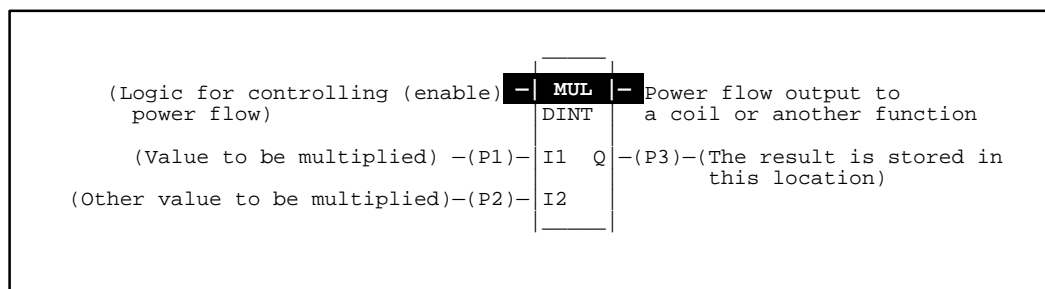 (Logic for controlling (enable) —| MUL |— Power flow output to
power flow) |DINT | a coil or another function
(Value to be multiplied) —(P1)—|I1 Q|—(P3)—(The result is stored in
this location)
(Other value to be multiplied)—(P2)—|I2